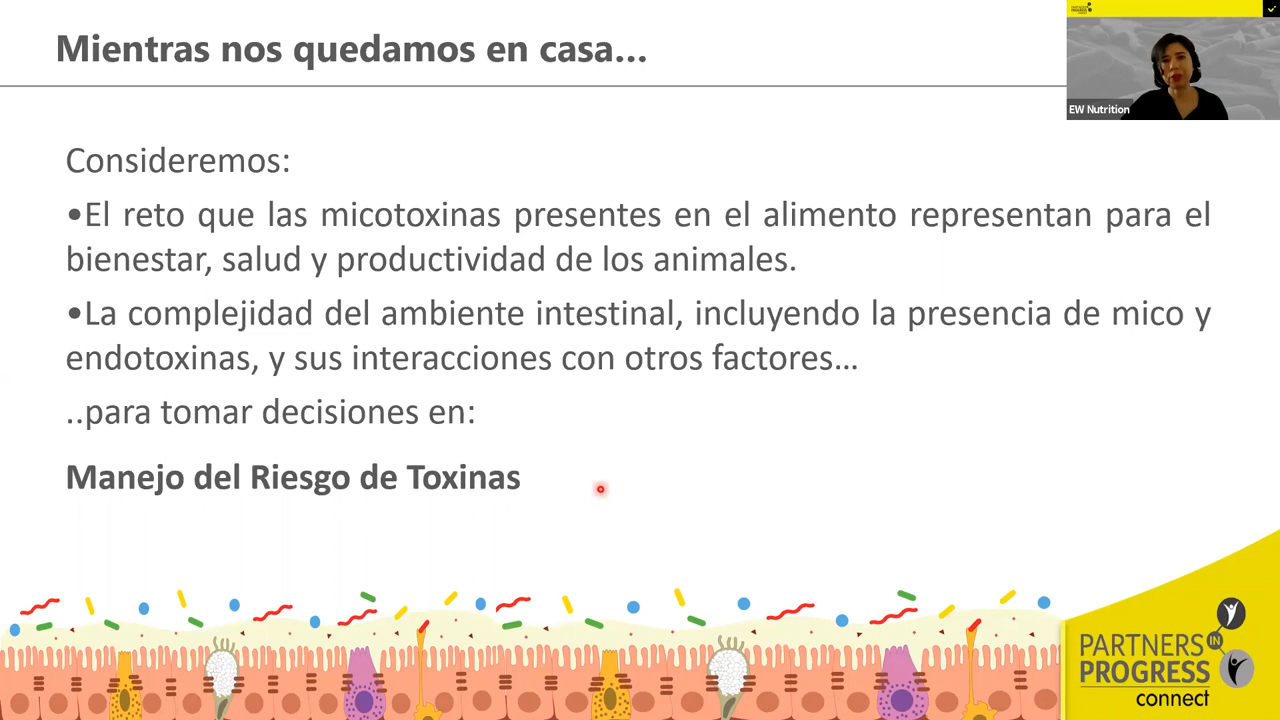 Mientras nos quedamos en casa...
EW Nutrition
Consideremos:
•El reto que las micotoxinas presentes en el alimento representan para el
bienestar, salud y productividad de los animales.
•La complejidad del ambiente intestinal, incluyendo la presencia de mico y
endotoxinas, y sus interacciones con otros factores…
..para tomar decisiones en:
Manejo del Riesgo de Toxinas
PARTNERS IN
PROGRESS
connect